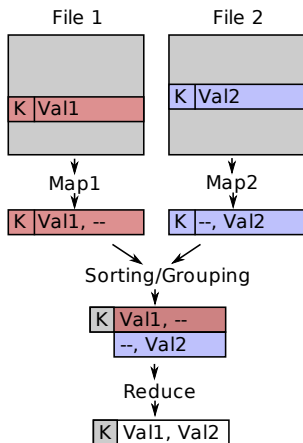 File 1 File 2
K Val2
K Val1
Map1 Map2
K Val1, -- K --, Val2
Sorting/Grouping
K Val1, --
--, Val2
Reduce
K Val1, Val2